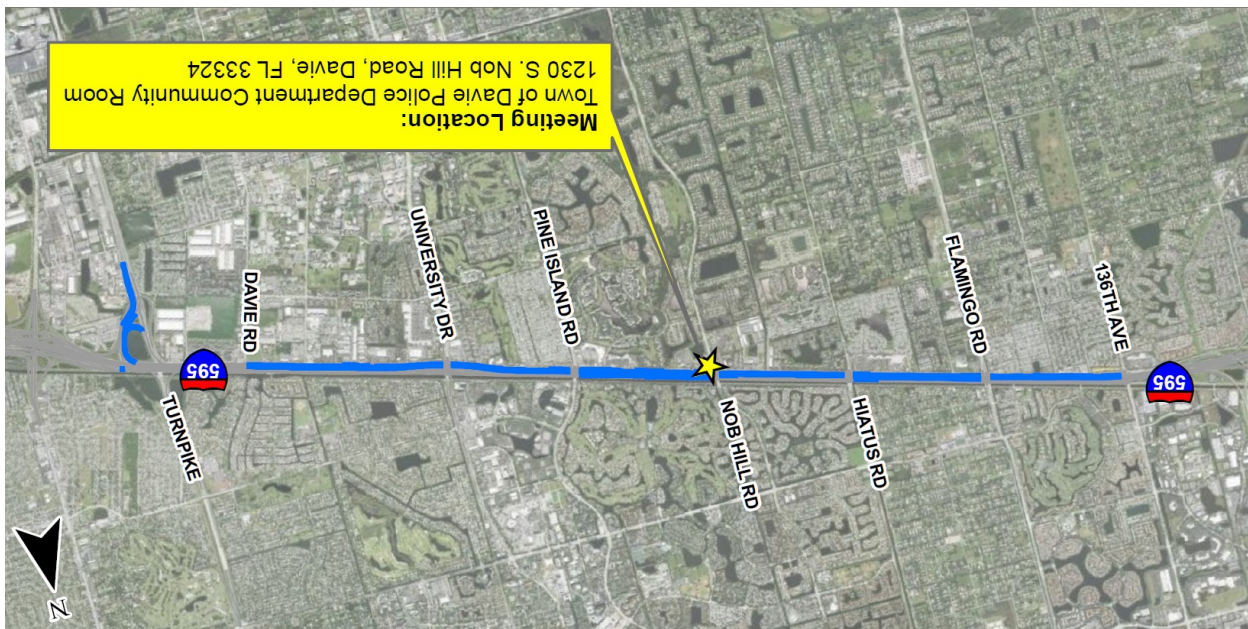 Meeting Location:
Town of Davie Police Department Community Room
1230 S. Nob Hill Road, Davie, FL 33324
136TH AVE
FLAMINGO RD
HIATUS RD
NOB HILL RD
PINE ISLAND RD
UNIVERSITY DR
DAVIE RD
TURNPIKE
595
595
N